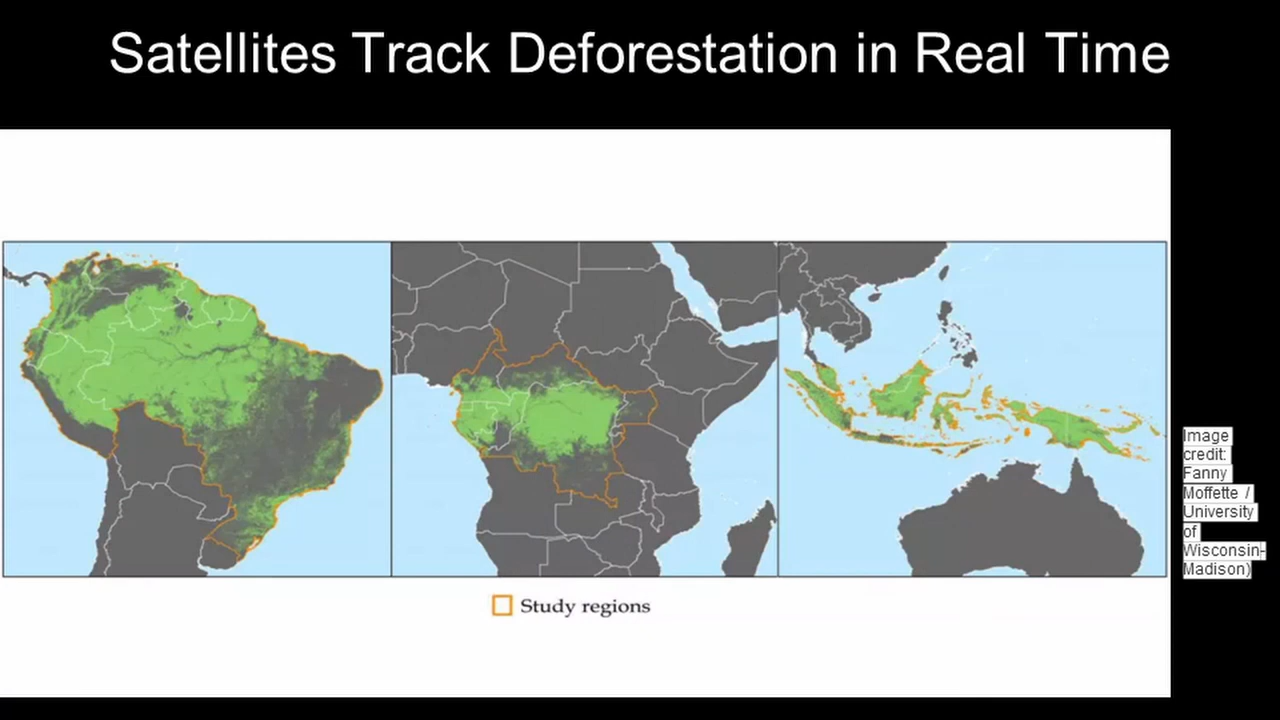 Satellites Track Deforestation in Real Time
Image
credit:
Fanny
Moffette /
University
of
Wisconsin-
Madison)
Study regions